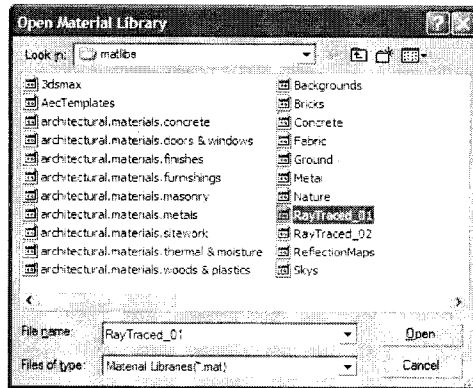 Open Material Library
Look in: matlibs
3dsmax
AecTemplates
architectural.materials.concrete
architectural.materials.doors & windows
architectural.materials.finishes
architectural.materials.furnishings
architectural.materials.masonry
architectural.materials.metals
architectural.materials.sitework
architectural.materials.thermal & moisture
architectural.materials.woods & plastics
Backgrounds
Bricks
Concrete
Fabric
Ground
Metal
Nature
RayTraced_01
RayTraced_02
ReflectionMaps
Skys
File name: RayTraced_01 Open
Files of type: Material Libraries(*.mat) Cancel